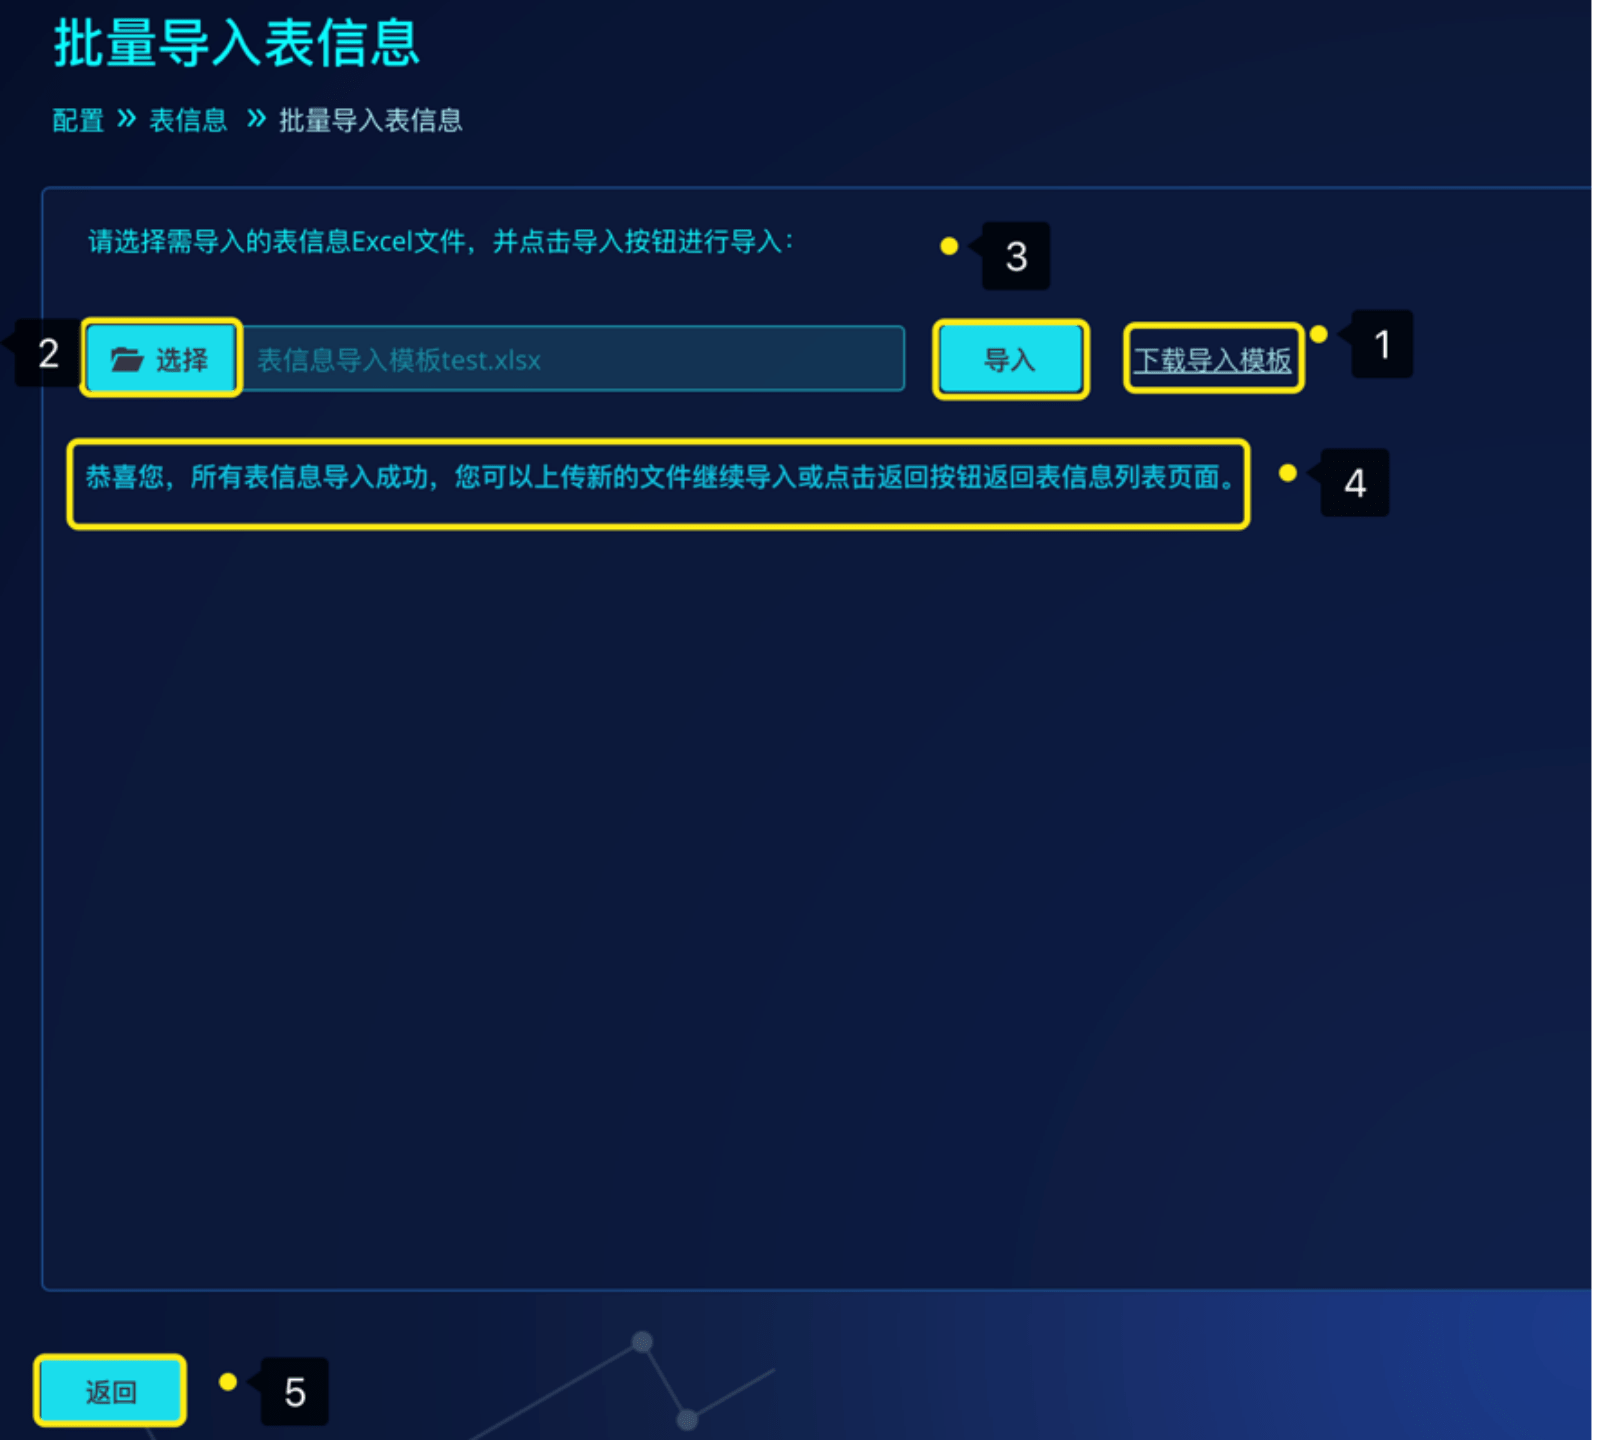 批量导入表信息
配置 » 表信息 » 批量导入表信息
请选择需导入的表信息Excel文件，并点击导入按钮进行导入：
3
2
选择
表信息导入模板test.xlsx
导入
下载导入模板
1
恭喜您，所有表信息导入成功，您可以上传新的文件继续导入或点击返回按钮返回表信息列表页面。
4
返回
5